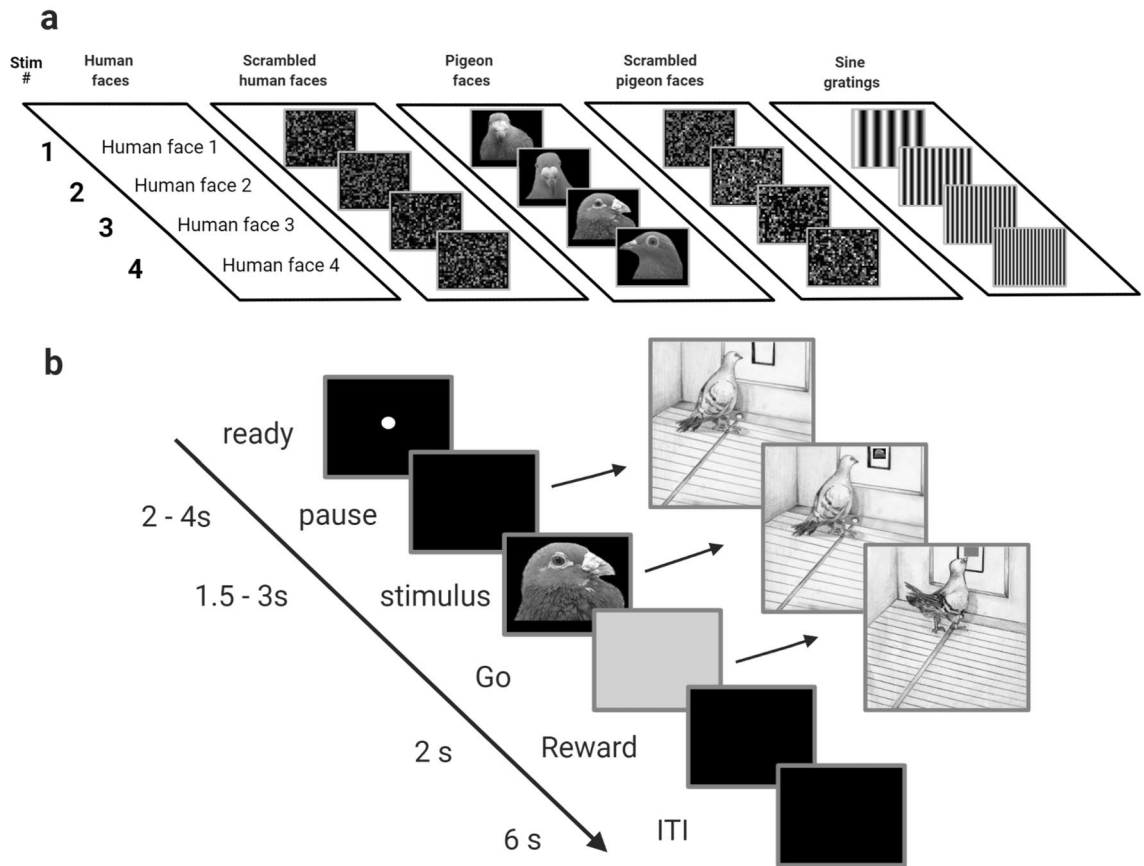 a
Stim
#
Human
faces
Scrambled
human faces
Pigeon
faces
Scrambled
pigeon faces
Sine
gratings
1
Human face 1
2
Human face 2
3
Human face 3
4
Human face 4
b
ready
2 - 4s
pause
1.5 - 3s
stimulus
Go
2 s
Reward
6 s
ITI